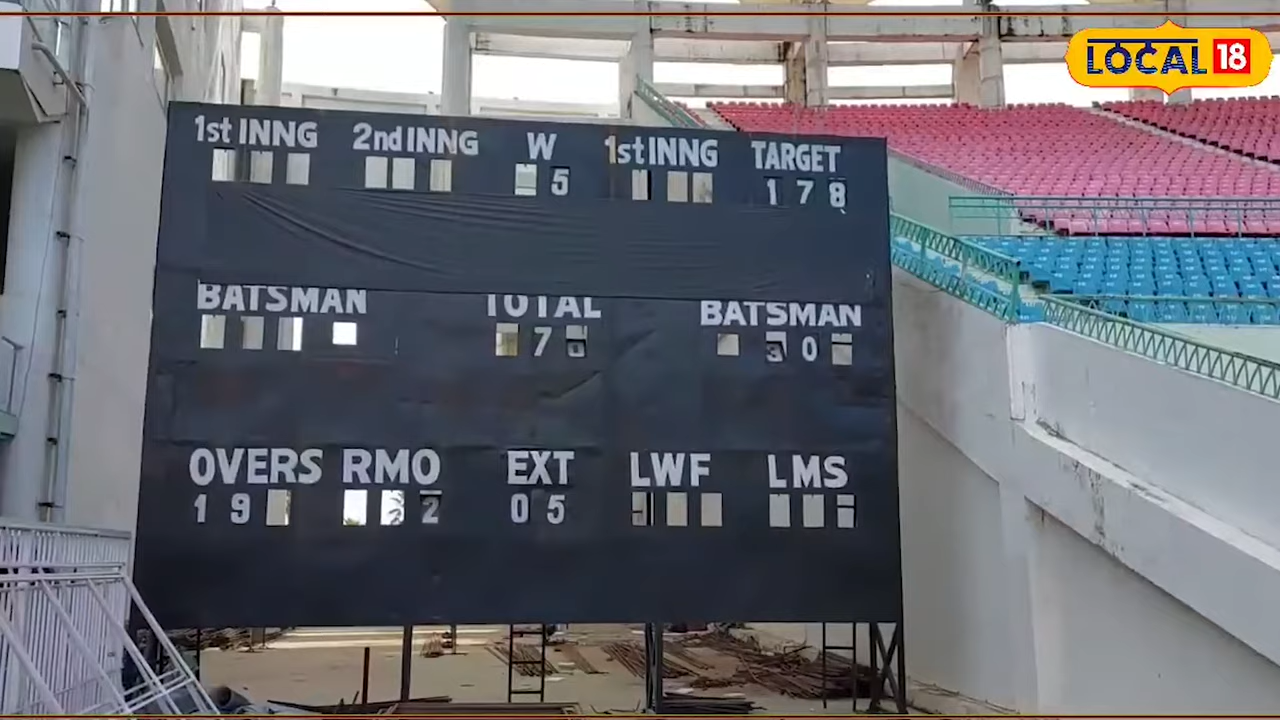 LOCAL 18
1st INNG 2nd INNG W 1st INNG TARGET
5 1 7 8
BATSMAN TOTAL BATSMAN
7 3 0
OVERS RMO EXT LWF LMS
1 9 2 0 5